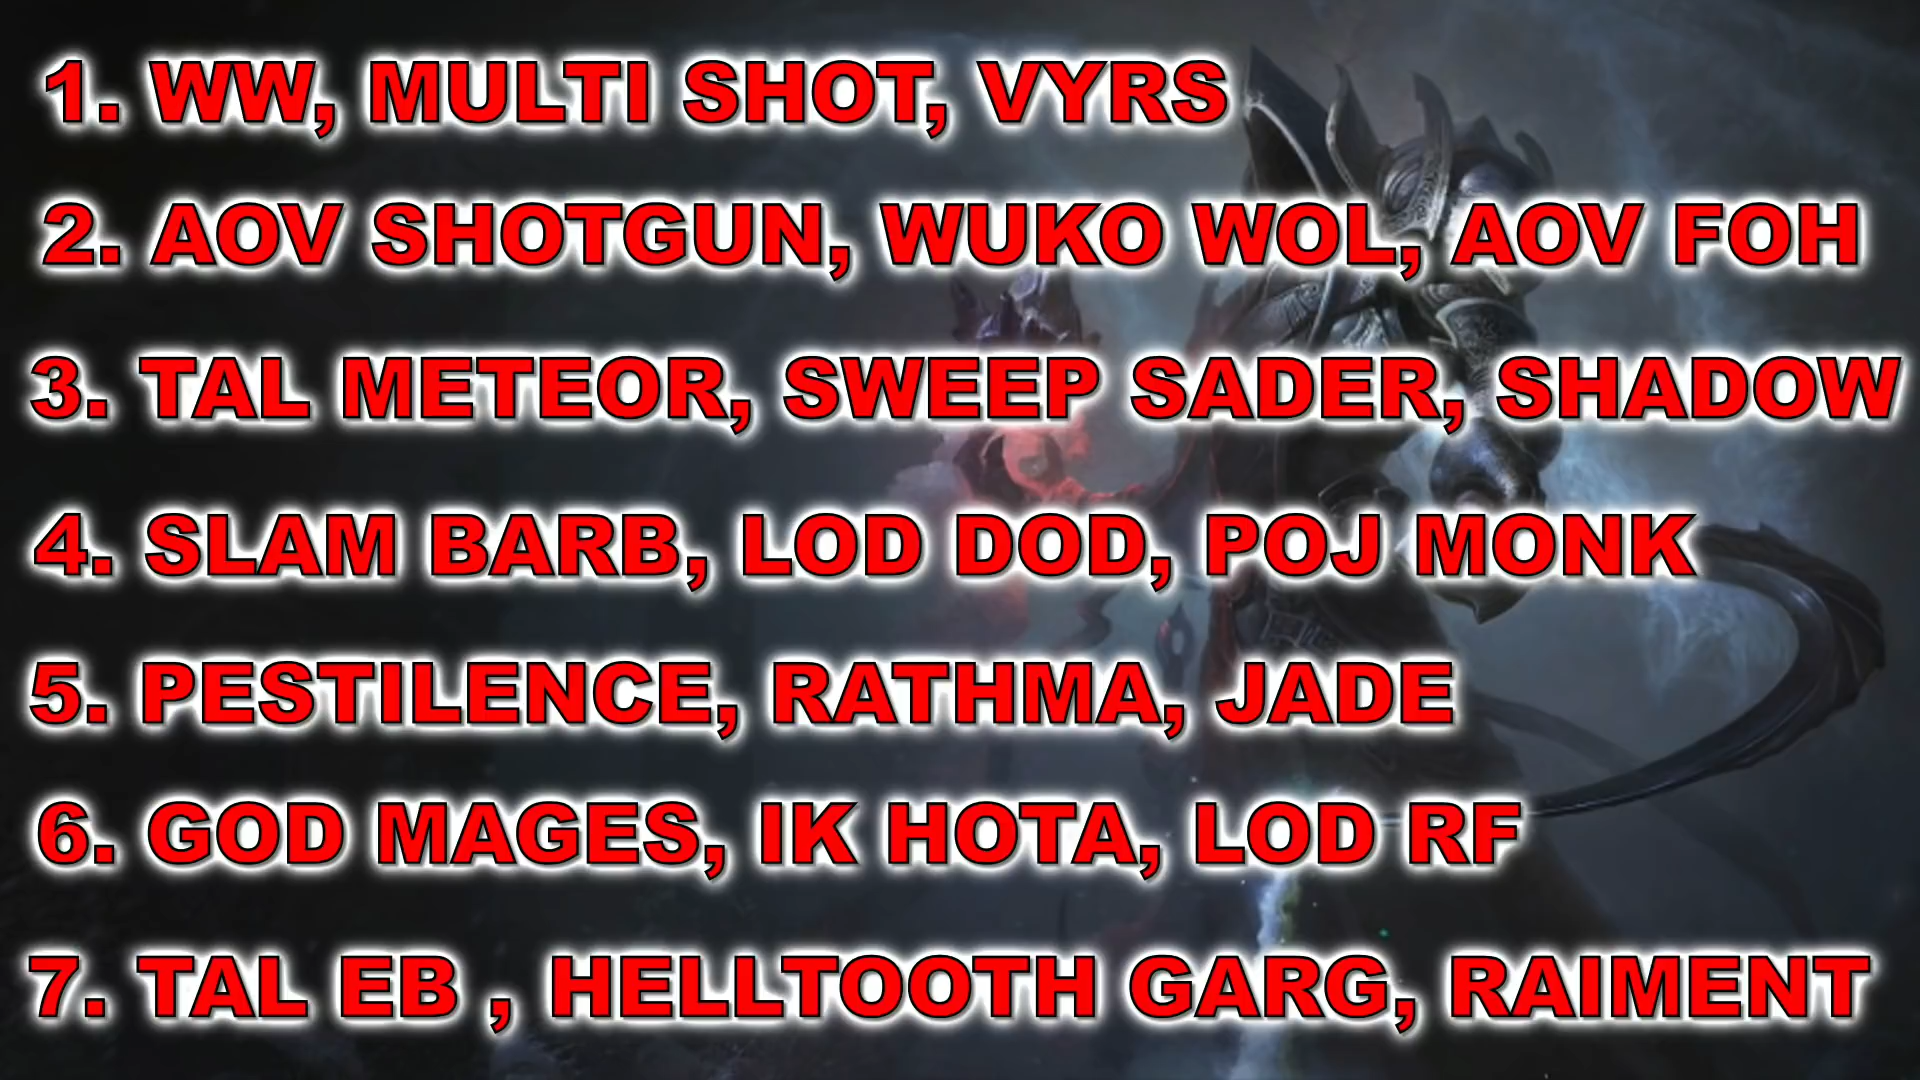 1. WW, MULTI SHOT, VYRS
2. AOV SHOTGUN, WUKO WOL, AOV FOH
3. TAL METEOR, SWEEP SADER, SHADOW
4. SLAM BARB, LOD DOD, POJ MONK
5. PESTILENCE, RATHMA, JADE
6. GOD MAGES, IK HOTA, LOD RF
7. TAL EB , HELLTOOTH GARG, RAIMENT